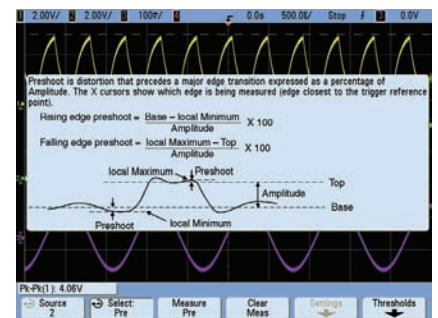 1 2.00V/ 2 2.00V/ 3 100▿/ 4 0.0s 500.0▿/ Stop 3 0.0V
Preshoot is distortion that precedes a major edge transition expressed as a percentage of
Amplitude. The X cursors show which edge is being measured (edge closest to the trigger reference
point).
Rising edge preshoot = Base – local Minimum
Amplitude
X 100
Falling edge preshoot = local Maximum – Top
Amplitude
X 100
local Maximum Preshoot
Top
Amplitude
Base
local Minimum
Preshoot
Pk-Pk(1): 4.06V
Source
2
Select:
Pre
Measure
Pre
Clear
Meas
Settings
Thresholds